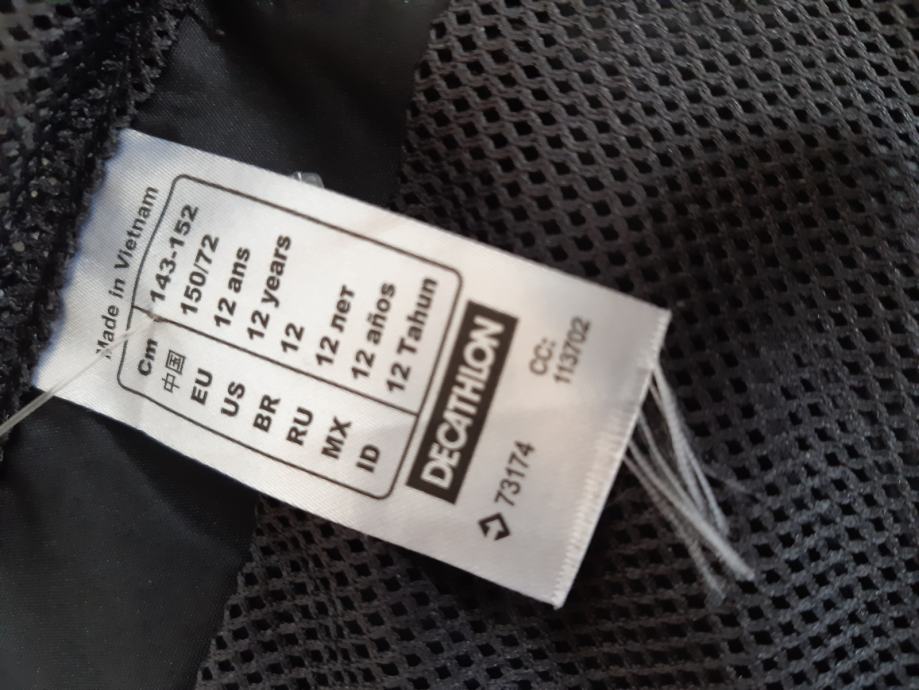 Made in Vietnam
Cm 143-152
中国 150/72
EU 12 ans
US 12 years
BR 12
RU 12 лет
MX 12 años
ID 12 Tahun
DECATHLON
73174
CC:
113702